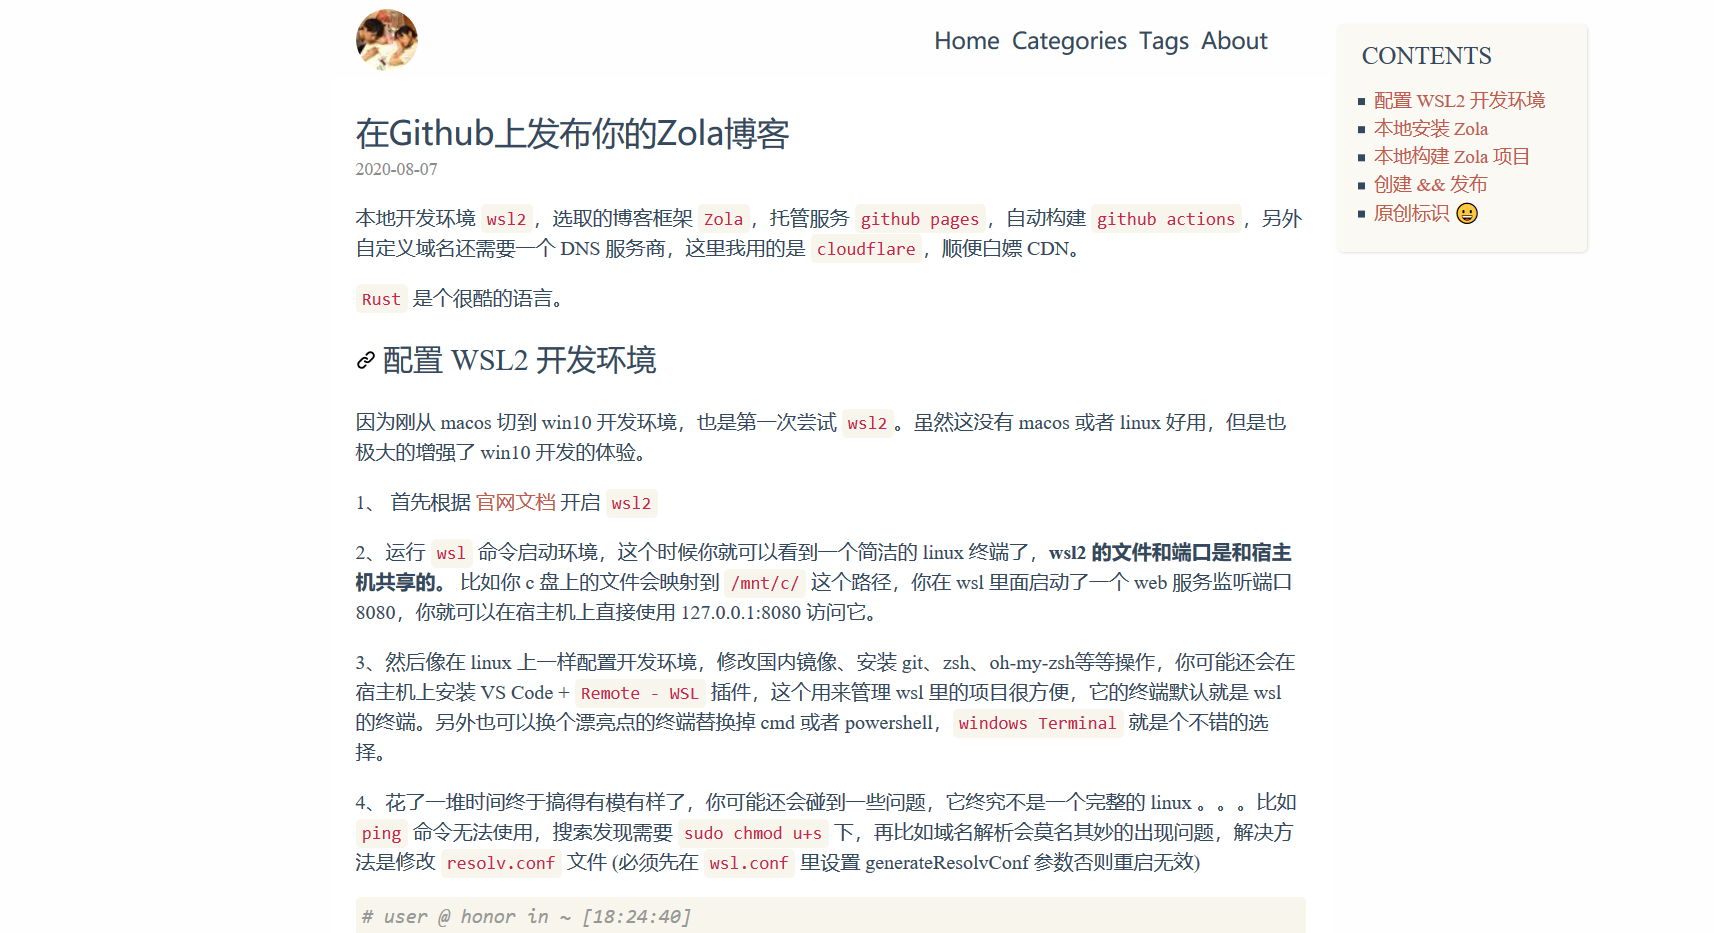 Home Categories Tags About
在Github上发布你的Zola博客
2020-08-07
本地开发环境 wsl2，选取的博客框架 Zola，托管服务 github pages，自动构建 github actions，另外
自定义域名还需要一个 DNS 服务商，这里我用的是 cloudflare，顺便白嫖 CDN。
Rust 是个很酷的语言。
配置 WSL2 开发环境
因为刚从 macos 切到 win10 开发环境，也是第一次尝试 wsl2。虽然这没有 macos 或者 linux 好用，但是也
极大的增强了 win10 开发的体验。
1、 首先根据 官网文档 开启 wsl2
2、运行 wsl 命令启动环境，这个时候你就可以看到一个简洁的 linux 终端了，wsl2 的文件和端口是和宿主
机共享的。 比如你 c 盘上的文件会映射到 /mnt/c/ 这个路径，你在 wsl 里面启动了一个 web 服务监听端口
8080，你就可以在宿主机上直接使用 127.0.0.1:8080 访问它。
3、然后像在 linux 上一样配置开发环境，修改国内镜像、安装 git、zsh、oh-my-zsh等等操作，你可能还会在
宿主机上安装 VS Code + Remote - WSL 插件，这个用来管理 wsl 里的项目很方便，它的终端默认就是 wsl
的终端。另外也可以换个漂亮点的终端替换掉 cmd 或者 powershell，windows Terminal 就是个不错的选
择。
4、花了一堆时间终于搞得有模有样了，你可能还会碰到一些问题，它终究不是一个完整的 linux 。。。比如
ping 命令无法使用，搜索发现需要 sudo chmod u+s 下，再比如域名解析会莫名其妙的出现问题，解决方
法是修改 resolv.conf 文件 (必须先在 wsl.conf 里设置 generateResolvConf 参数否则重启无效)
# user @ honor in ~ [18:24:40]
CONTENTS
配置 WSL2 开发环境
本地安装 Zola
本地构建 Zola 项目
创建 && 发布
原创标识 😀